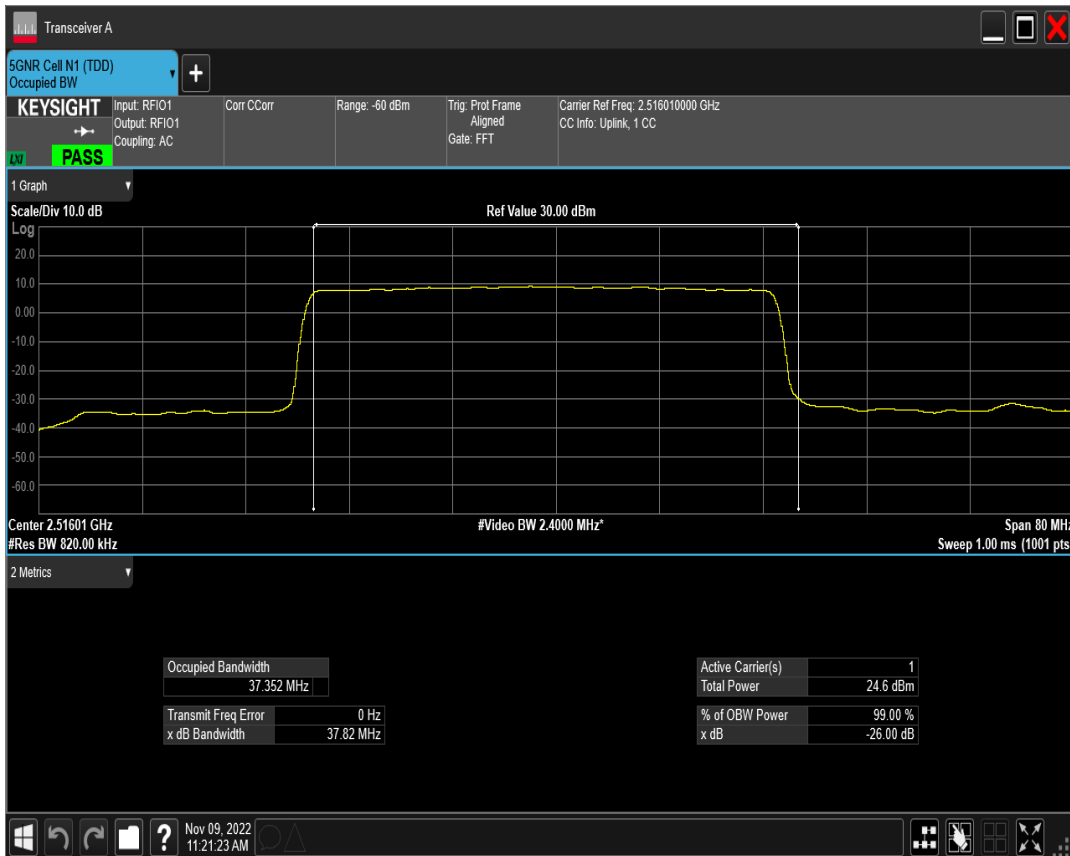 Transceiver A
5GNR Cell N1 (TDD)
Occupied BW
+
KEYSIGHT
LXI
PASS
Input: RFIO1
Output: RFIO1
Coupling: AC
Corr CCorr
Range: -60 dBm
Trig: Prot Frame
Aligned
Gate: FFT
Carrier Ref Freq: 2.516010000 GHz
CC Info: Uplink, 1 CC
1 Graph
Scale/Div 10.0 dB
Ref Value 30.00 dBm
Log
20.0
10.0
0.00
-10.0
-20.0
-30.0
-40.0
-50.0
-60.0
Center 2.51601 GHz
#Video BW 2.4000 MHz*
Span 80 MHz
#Res BW 820.00 kHz
Sweep 1.00 ms (1001 pts
2 Metrics
Occupied Bandwidth
37.352 MHz
Transmit Freq Error 0 Hz
x dB Bandwidth 37.82 MHz
Active Carrier(s) 1
Total Power 24.6 dBm
% of OBW Power 99.00 %
x dB -26.00 dB
?
Nov 09, 2022
11:21:23 AM